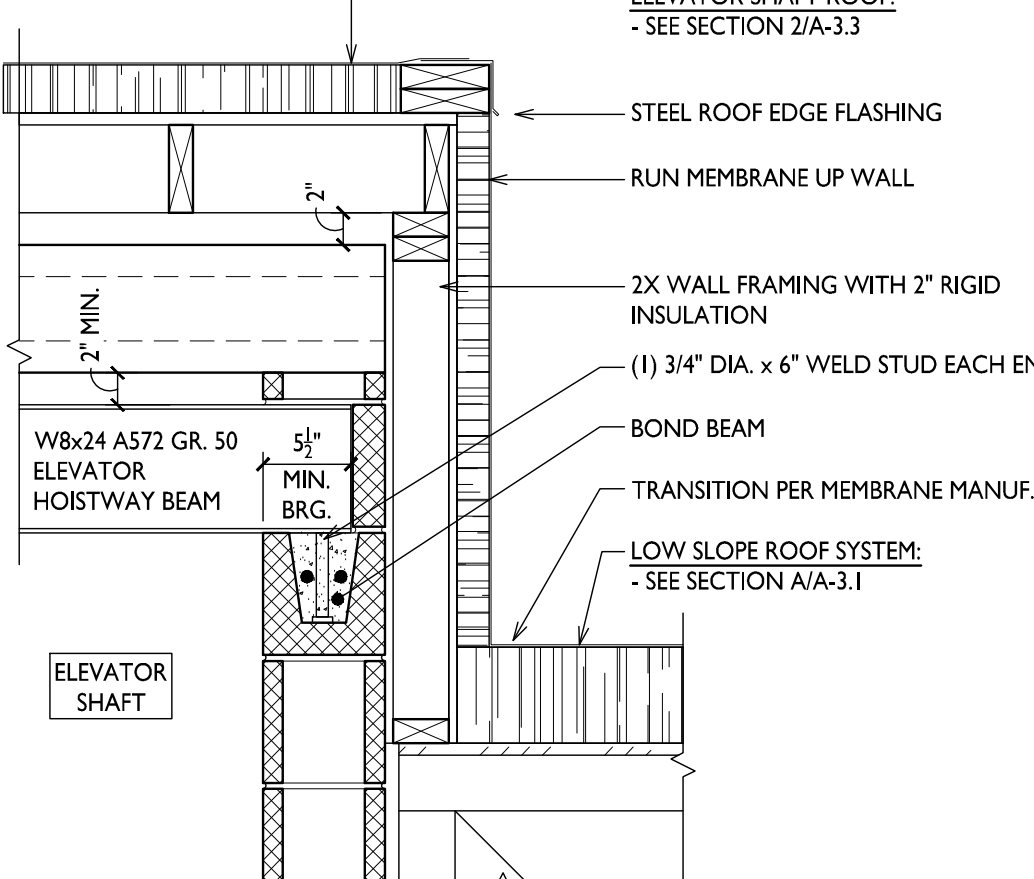 ELEVATOR SHAFT ROOF:
- SEE SECTION 2/A-3.3
STEEL ROOF EDGE FLASHING
RUN MEMBRANE UP WALL
2"
2X WALL FRAMING WITH 2" RIGID
INSULATION
2" MIN.
(1) 3/4" DIA. x 6" WELD STUD EACH
W8x24 A572 GR. 50
ELEVATOR
HOISTWAY BEAM
5 1/2"
MIN.
BRG.
BOND BEAM
TRANSITION PER MEMBRANE MANUF.
LOW SLOPE ROOF SYSTEM:
- SEE SECTION A/A-3.1
ELEVATOR
SHAFT